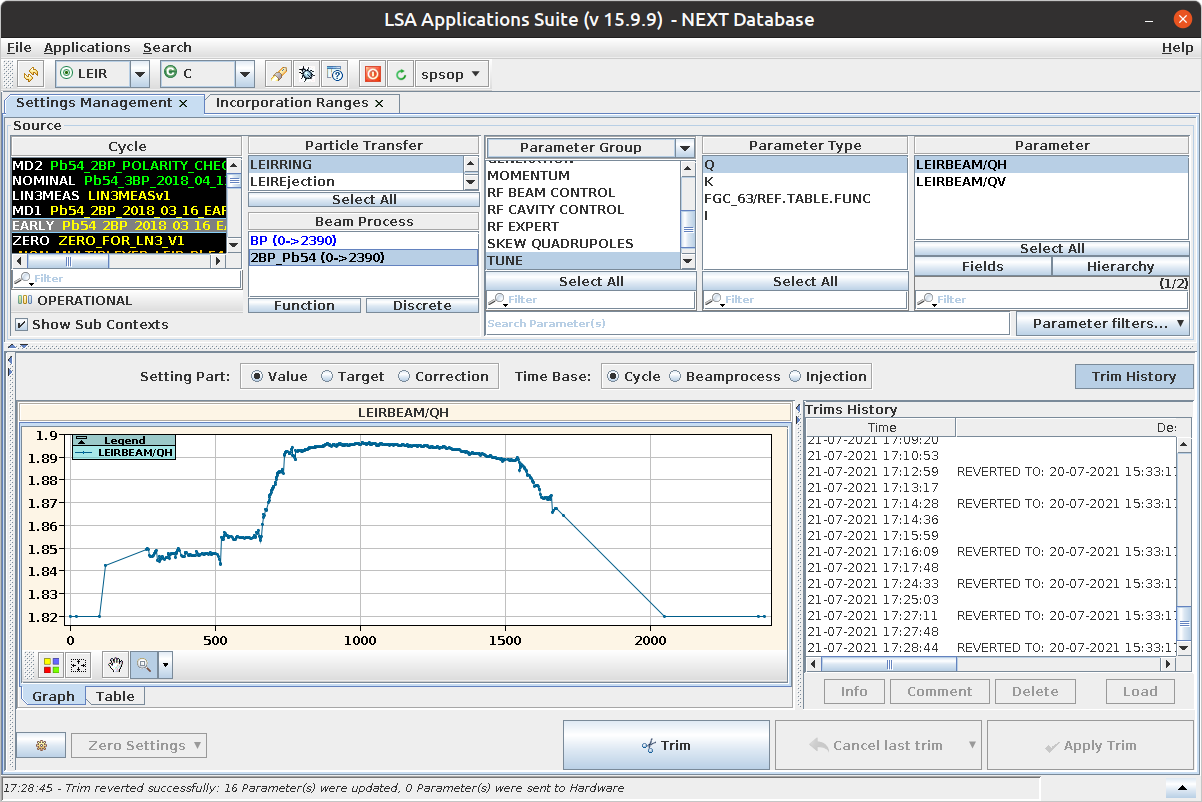 LSA Applications Suite (v 15.9.9) - NEXT Database
File Applications Search Help
LEIR C spsop
Settings Management × Incorporation Ranges ×
Source
Cycle
MD2 Pb54_2BP_POLARITY_CHEC
NOMINAL Pb54_3BP_2018_04_1
LIN3MEAS LIN3MEASv1
MD1 Pb54_2BP_2018_03_16_EAR
EARLY Pb54_2BP_2018_03_16_E
ZERO ZERO_FOR_LN3_V1
Filter
OPERATIONAL
Show Sub Contexts
Particle Transfer
LEIRRING
LEIREjection
Select All
Beam Process
BP (0->2390)
2BP_Pb54 (0->2390)
Function Discrete
Parameter Group
GENERATION
MOMENTUM
RF BEAM CONTROL
RF CAVITY CONTROL
RF EXPERT
SKEW QUADRUPOLES
TUNE
Select All
Filter
Parameter Type
Q
K
FGC_63/REF.TABLE.FUNC
I
Select All
Filter
Parameter
LEIRBEAM/QH
LEIRBEAM/QV
Select All
Fields Hierarchy
(1/2)
Filter
Search Parameter(s)
Parameter filters...
Setting Part: Value Target Correction Time Base: Cycle Beamprocess Injection
Trim History
LEIRBEAM/QH
Legend
LEIRBEAM/QH
1.9
1.89
1.88
1.87
1.86
1.85
1.84
1.83
1.82
0 500 1000 1500 2000
Graph Table
Trims History
Time De
21-07-2021 17:09:20
21-07-2021 17:10:53
21-07-2021 17:12:59 REVERTED TO: 20-07-2021 15:33:1
21-07-2021 17:13:17
21-07-2021 17:14:28 REVERTED TO: 20-07-2021 15:33:1
21-07-2021 17:14:36
21-07-2021 17:15:59
21-07-2021 17:16:09 REVERTED TO: 20-07-2021 15:33:1
21-07-2021 17:17:48
21-07-2021 17:24:33 REVERTED TO: 20-07-2021 15:33:1
21-07-2021 17:25:03
21-07-2021 17:27:11 REVERTED TO: 20-07-2021 15:33:1
21-07-2021 17:27:48
21-07-2021 17:28:44 REVERTED TO: 20-07-2021 15:33:1
Info Comment Delete Load
Zero Settings
Trim
Cancel last trim
Apply Trim
17:28:45 - Trim reverted successfully: 16 Parameter(s) were updated, 0 Parameter(s) were sent to Hardware